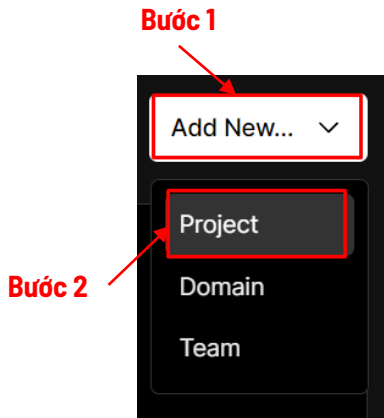 Bước 1
Add New...
Project
Bước 2
Domain
Team